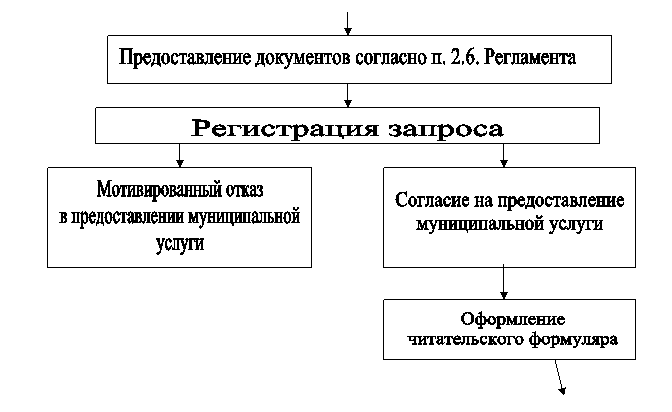 Предоставление документов согласно п. 2.6. Регламента
Регистрация запроса
Мотивированный отказ
в предоставлении муниципальной
услуги
Согласие на предоставление
муниципальной услуги
Оформление
читательского формуляра